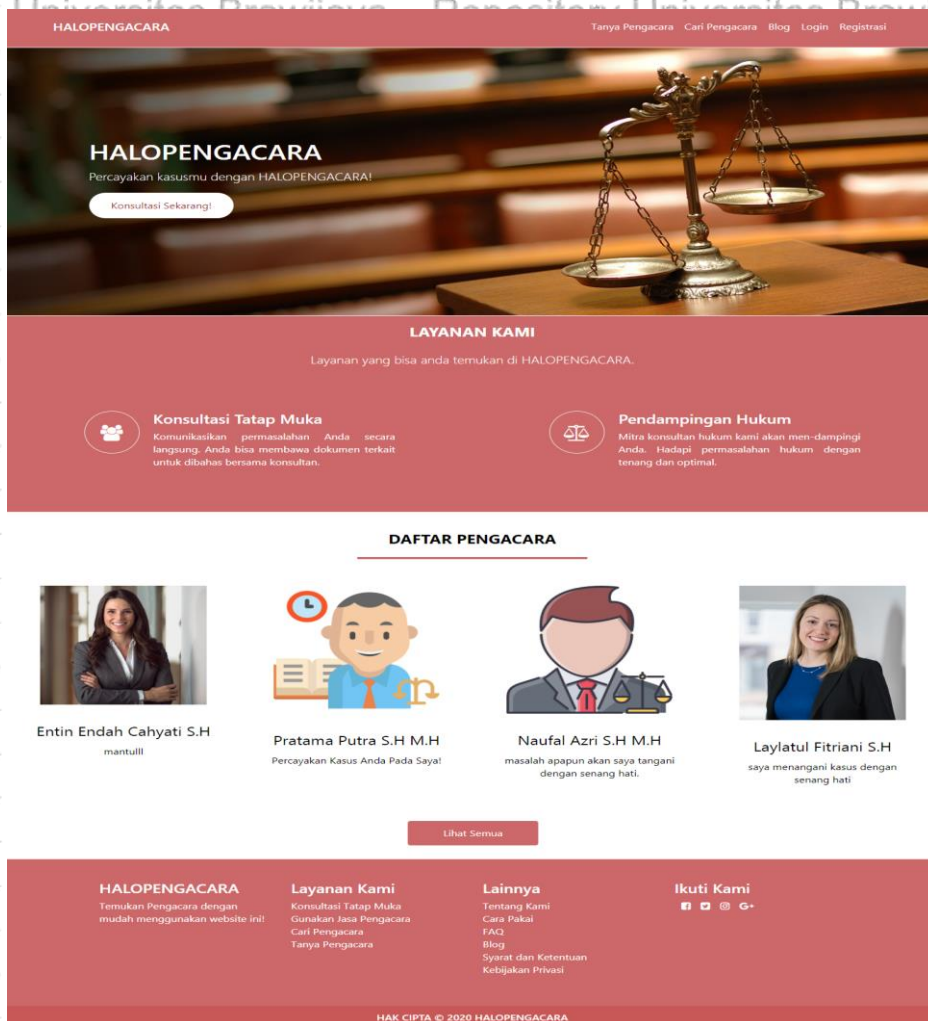 Universitas Brawijaya Repository Universitas Braw
HALOPENGACARA
Tanya Pengacara Cari Pengacara Blog Login Registrasi
HALOPENGACARA
Percayakan kasusmu dengan HALOPENGACARA!
Konsultasi Sekarang!
LAYANAN KAMI
Layanan yang bisa anda temukan di HALOPENGACARA.
Konsultasi Tatap Muka
Komunikasikan permasalahan Anda secara
langsung. Anda bisa membawa dokumen terkait
untuk dibahas bersama konsultan.
Pendampingan Hukum
Mitra konsultan hukum kami akan men-dampingi
Anda. Hadapi permasalahan hukum dengan
tenang dan optimal.
DAFTAR PENGACARA
Entin Endah Cahyati S.H
mantulll
Pratama Putra S.H M.H
Percayakan Kasus Anda Pada Saya!
Naufal Azri S.H M.H
masalah apapun akan saya tangani
dengan senang hati.
Laylatul Fitriani S.H
saya menangani kasus dengan
senang hati
Lihat Semua
HALOPENGACARA
Temukan Pengacara dengan
mudah menggunakan website ini!
Layanan Kami
Konsultasi Tatap Muka
Gunakan Jasa Pengacara
Cari Pengacara
Tanya Pengacara
Lainnya
Tentang Kami
Cara Pakai
FAQ
Blog
Syarat dan Ketentuan
Kebijakan Privasi
Ikuti Kami
G+
HAK CIPTA © 2020 HALOPENGACARA